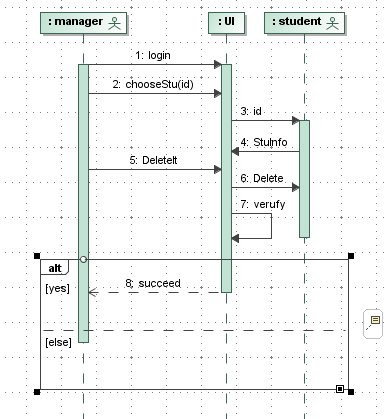 : manager
: UI
: student
1: login
2: chooseStu(id)
3: id
4: StuInfo
5: DeleteIt
6: Delete
7: verufy
alt
8: succeed
[yes]
[else]